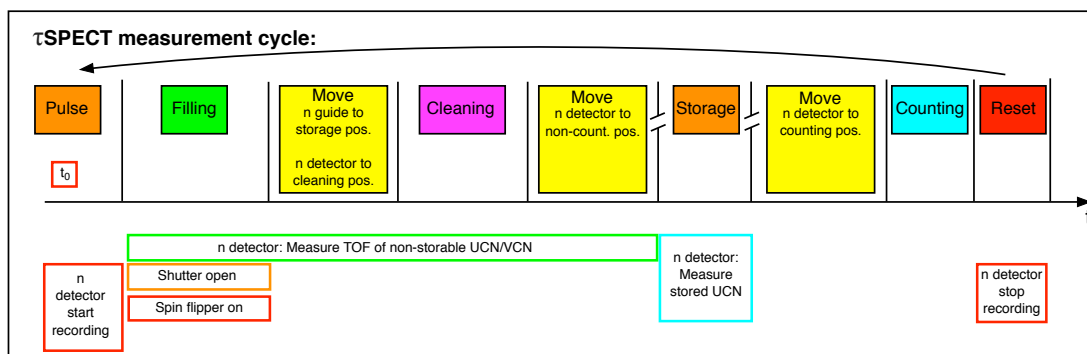 τSPECT measurement cycle:
Pulse
Filling
Move
n guide to
storage pos.
n detector to
cleaning pos.
Cleaning
Move
n detector to
non-count. pos.
Storage
Move
n detector to
counting pos.
Counting
Reset
t0
t
n detector: Measure TOF of non-storable UCN/VCN
n detector:
Measure
stored UCN
n
detector
start
recording
Shutter open
Spin flipper on
n detector
stop
recording